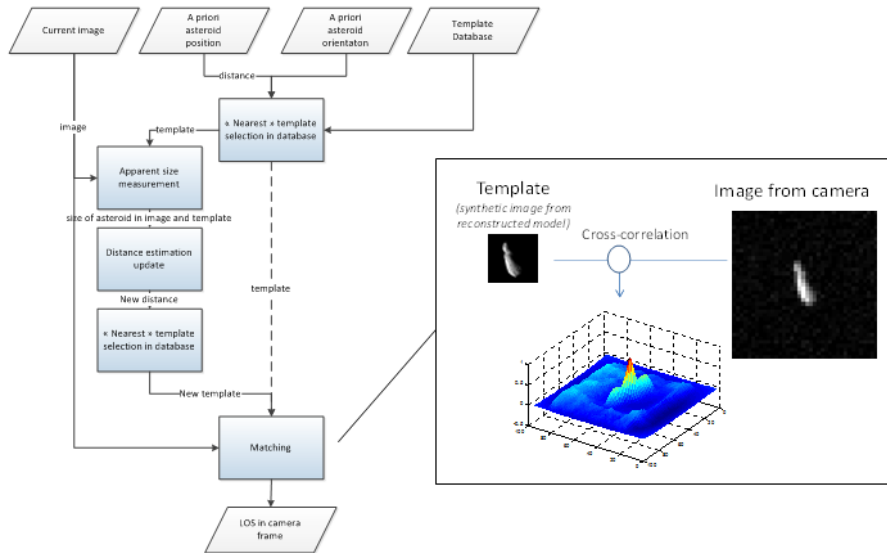 Current image
A priori
asteroid
position
A priori
asteroid
orientaton
Template
Database
distance
image
template
« Nearest » template
selection in database
Apparent size
measurement
size of asteroid in image and template
Distance estimation
update
New distance
template
« Nearest » template
selection in database
New template
Matching
LOS in camera
frame
Template
(synthetic image from
reconstructed model)
Image from camera
Cross-correlation